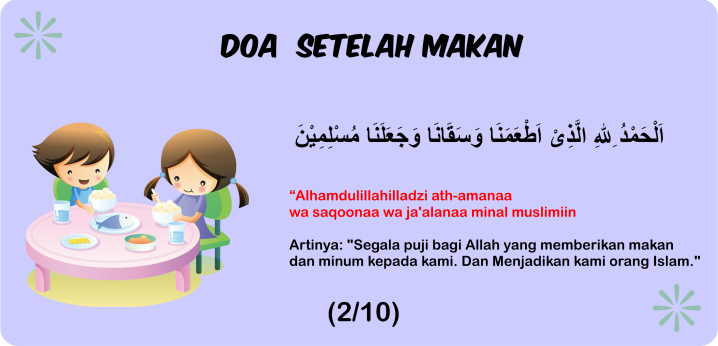 DOA SETELAH MAKAN
اَلْحَمْدُ ِللهِ الَّذِىْ اَطْعَمَنَا وَسَقَانَا وَجَعَلَنَا مُسْلِمِيْنَ
“Alhamdulillahilladzi ath-amanaa
wa saqoonaa wa ja'alanaa minal muslimiin
Artinya: "Segala puji bagi Allah yang memberikan makan
dan minum kepada kami. Dan Menjadikan kami orang Islam."
(2/10)